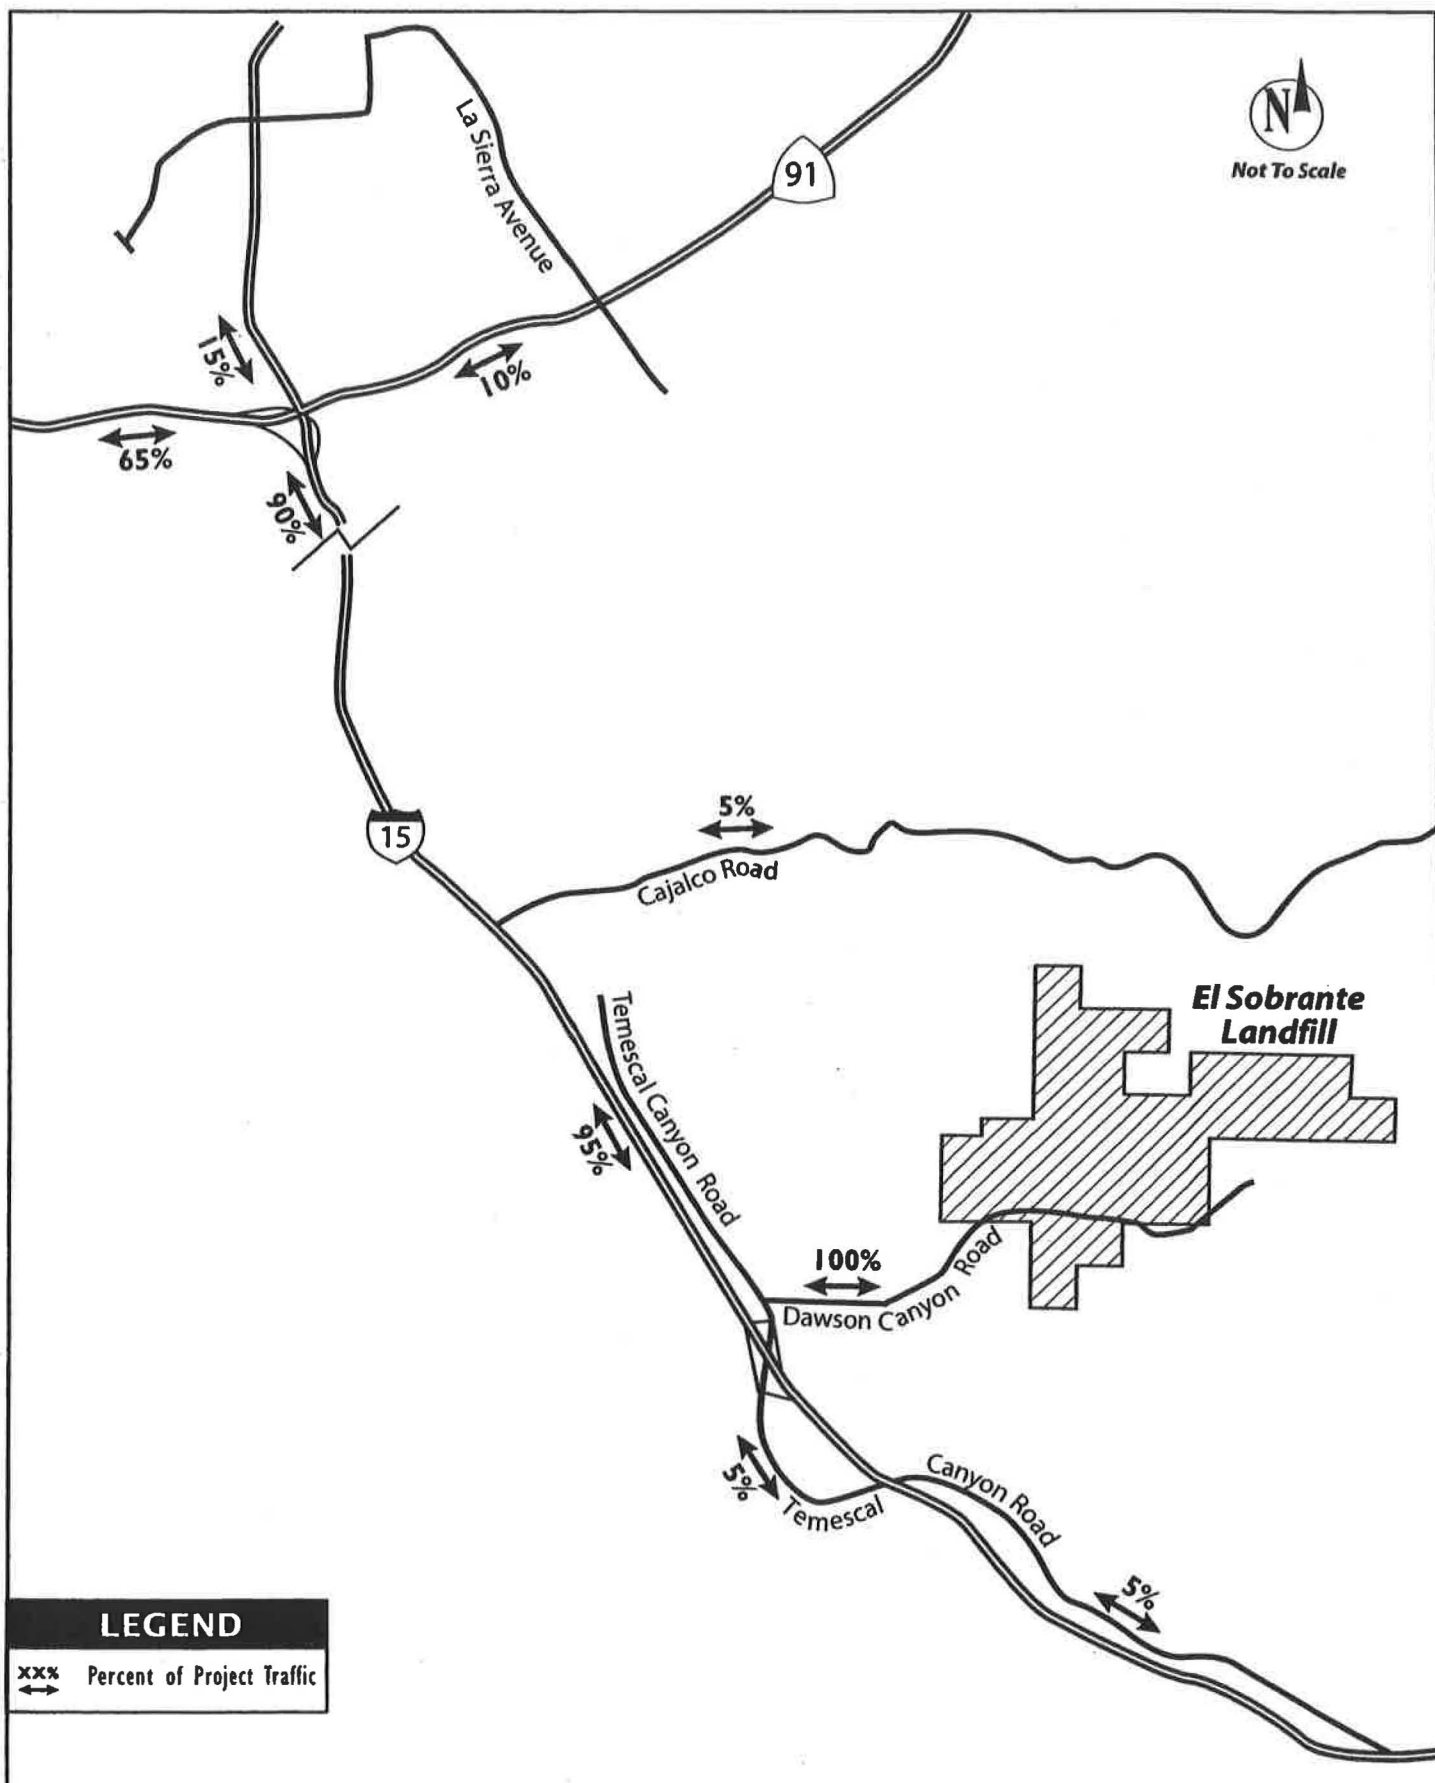 N
Not To Scale
La Sierra Avenue
91
15%
10%
65%
90%
15
5%
Cajalco Road
El Sobrante
Landfill
Temescal Canyon Road
95%
100%
Dawson Canyon Road
5%
Temescal
Canyon Road
5%
LEGEND
XX%
Percent of Project Traffic